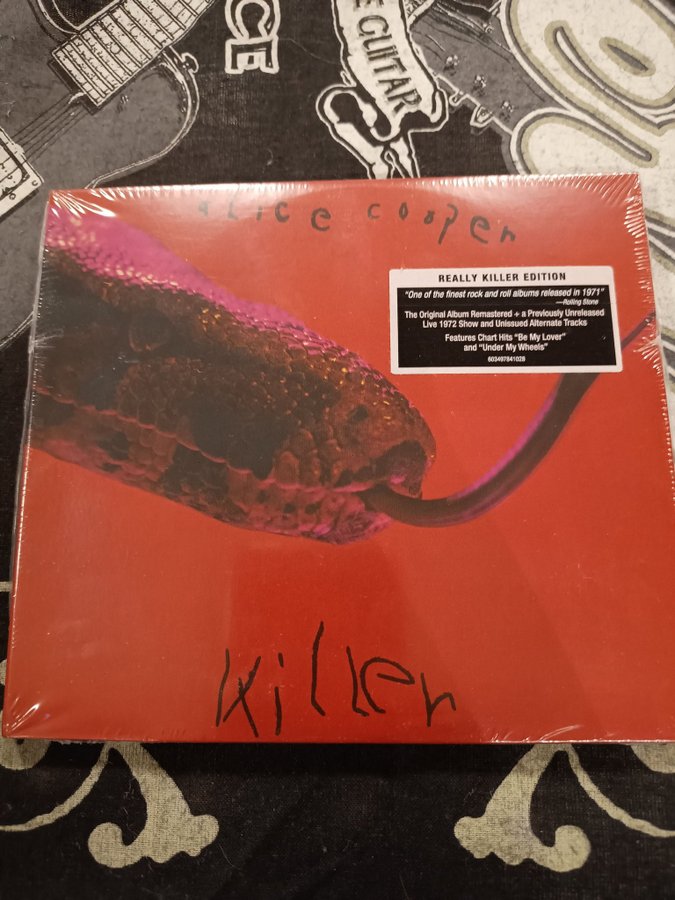 CE
E GUITAR
alice cooper
REALLY KILLER EDITION
"One of the finest rock and roll albums released in 1971"
—Rolling Stone
The Original Album Remastered + a Previously Unreleased
Live 1972 Show and Unissued Alternate Tracks
Features Chart Hits "Be My Lover"
and "Under My Wheels"
603497841028
killer